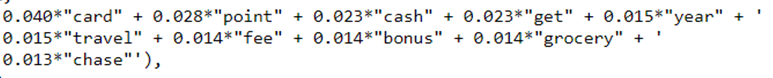 0.040*"card" + 0.028*"point" + 0.023*"cash" + 0.023*"get" + 0.015*"year" + '
0.015*"travel" + 0.014*"fee" + 0.014*"bonus" + 0.014*"grocery" + '
0.013*"chase"'),